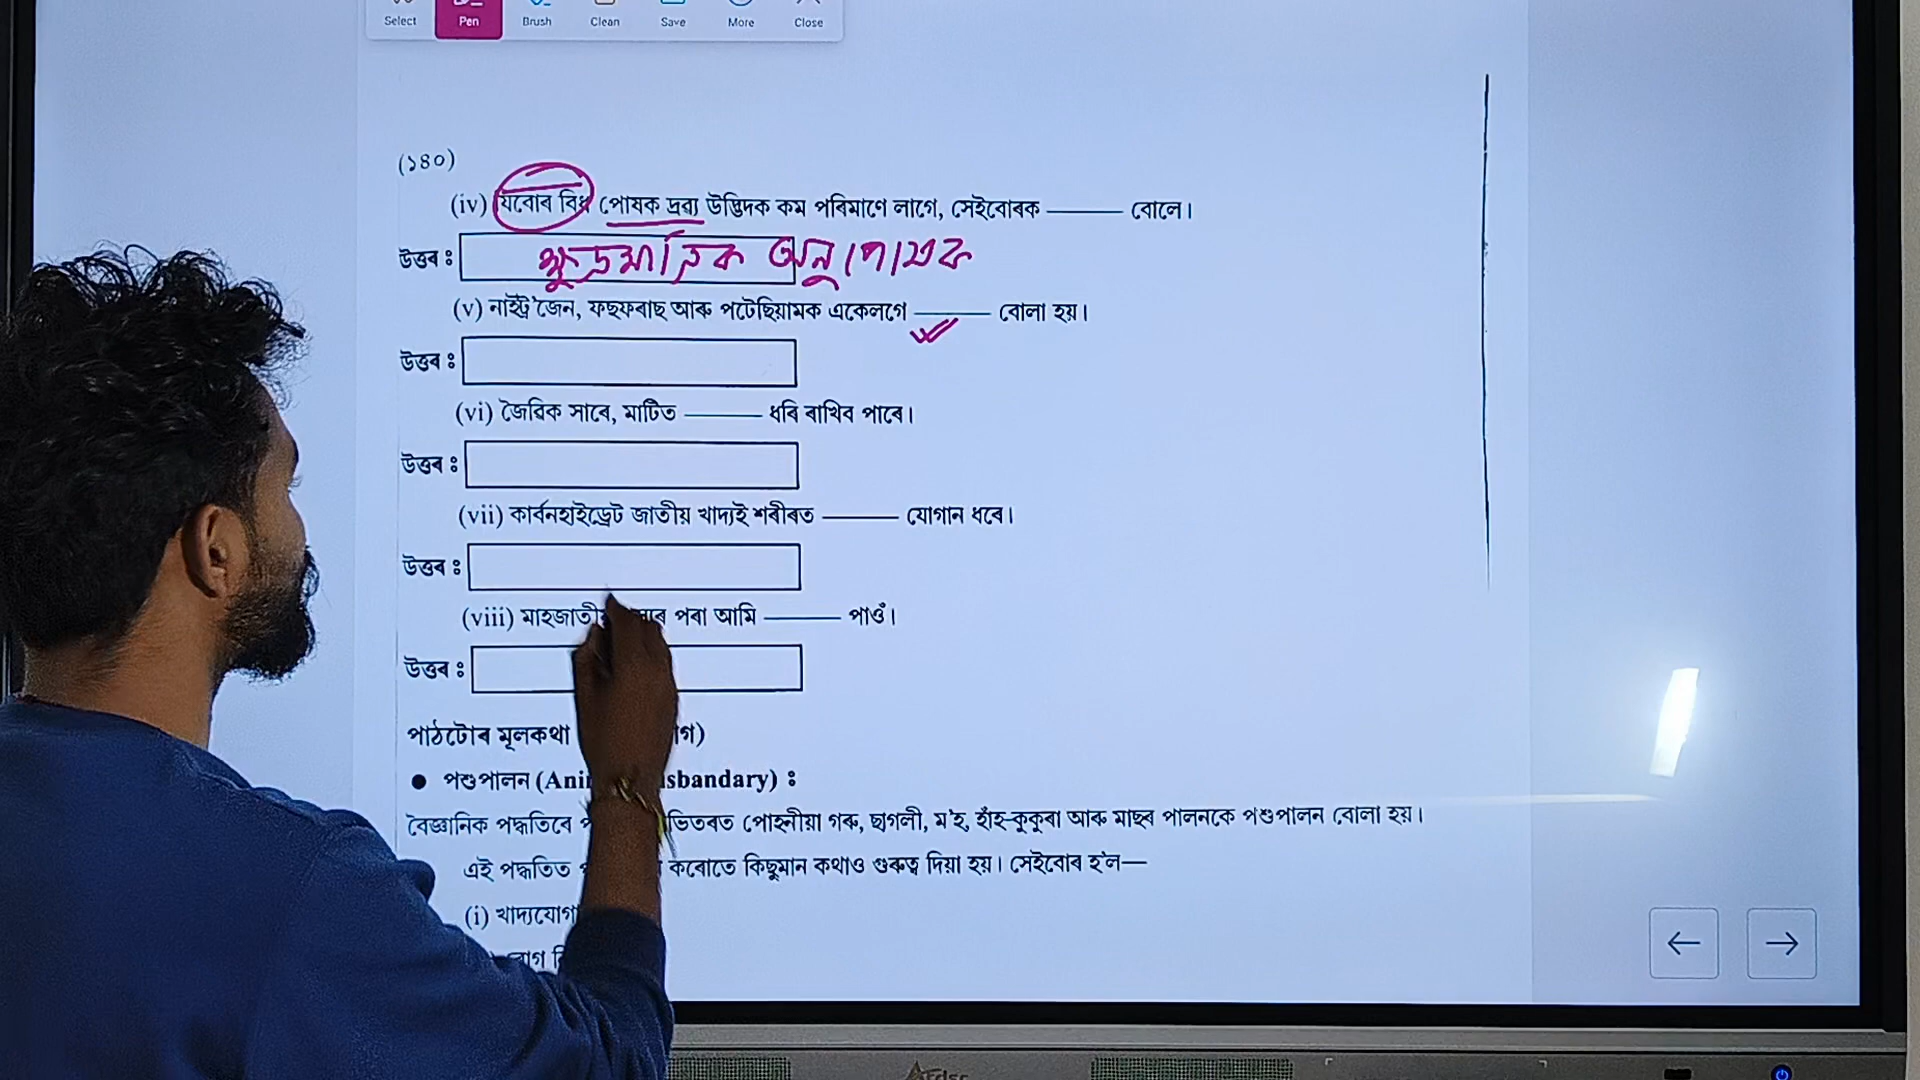 Select Pen Brush Clean Save More Close
(১৪০)
(iv) যিবোৰ বিধ পোষক দ্ৰব্য উদ্ভিদক কম পৰিমাণে লাগে, সেইবোৰক ——— বোলে।
উত্তৰ : ক্ষুদ্ৰমাত্ৰিক অনুপোষক
(v) নাইট্ৰ'জেন, ফছফৰাছ আৰু পটেছিয়ামক একেলগে ——— বোলা হয়।
উত্তৰ :
(vi) জৈৱিক সাৰে, মাটিত ——— ধৰি ৰাখিব পাৰে।
উত্তৰ :
(vii) কাৰ্বনহাইড্ৰেট জাতীয় খাদ্যই শৰীৰত ——— যোগান ধৰে।
উত্তৰ :
(viii) মাহজাতীয় পৰা আমি ——— পাওঁ।
উত্তৰ :
পাঠটোৰ মূলকথা
● পশুপালন (Ani sbandary) :
বৈজ্ঞানিক পদ্ধতিৰে ভিতৰত পোহনীয়া গৰু, ছাগলী, ম'হ, হাঁহ-কুকুৰা আৰু মাছৰ পালনকে পশুপালন বোলা হয়।
এই পদ্ধতিত কৰোতে কিছুমান কথাও গুৰুত্ব দিয়া হয়। সেইবোৰ হ'ল—
(i) খাদ্যযোগা